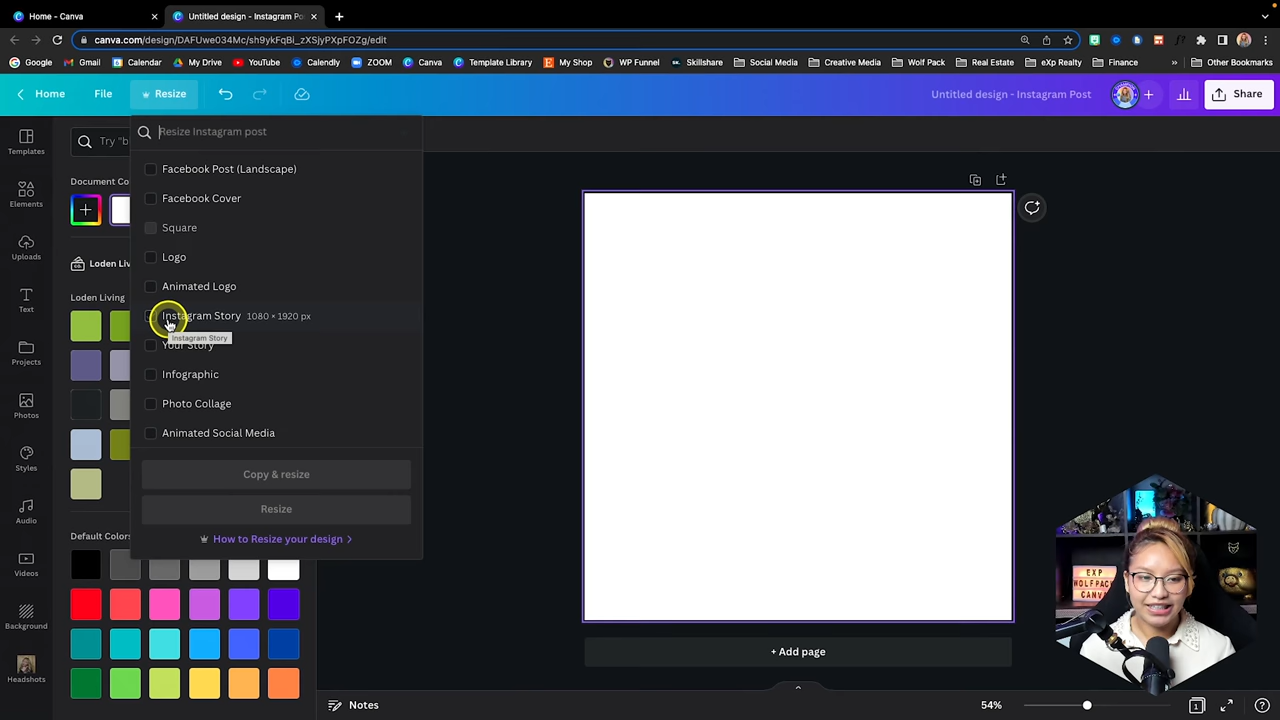 Home - Canva
Untitled design - Instagram Po
canva.com/design/DAFUwe034Mc/sh9ykFqBi_zXSjyPXpFOZg/edit
Google Gmail Calendar My Drive YouTube Calendly ZOOM Canva Template Library My Shop WP Funnel Skillshare Social Media Creative Media Wolf Pack Real Estate eXp Realty Finance Other Bookmarks
Home File Resize Untitled design - Instagram Post Share
Resize Instagram post
Templates
Try "b
Facebook Post (Landscape)
Document Co
Facebook Cover
Elements
Square
Uploads
Loden Liv
Logo
Animated Logo
Text
Loden Living
Instagram Story 1080 × 1920 px
Instagram Story
Your Story
Projects
Infographic
Photos
Photo Collage
Animated Social Media
Styles
Copy & resize
Audio
Resize
Default Colors
How to Resize your design
Videos
EXP
WOLFPACK
CANVA
Background
Headshots
+ Add page
Notes
54%
1